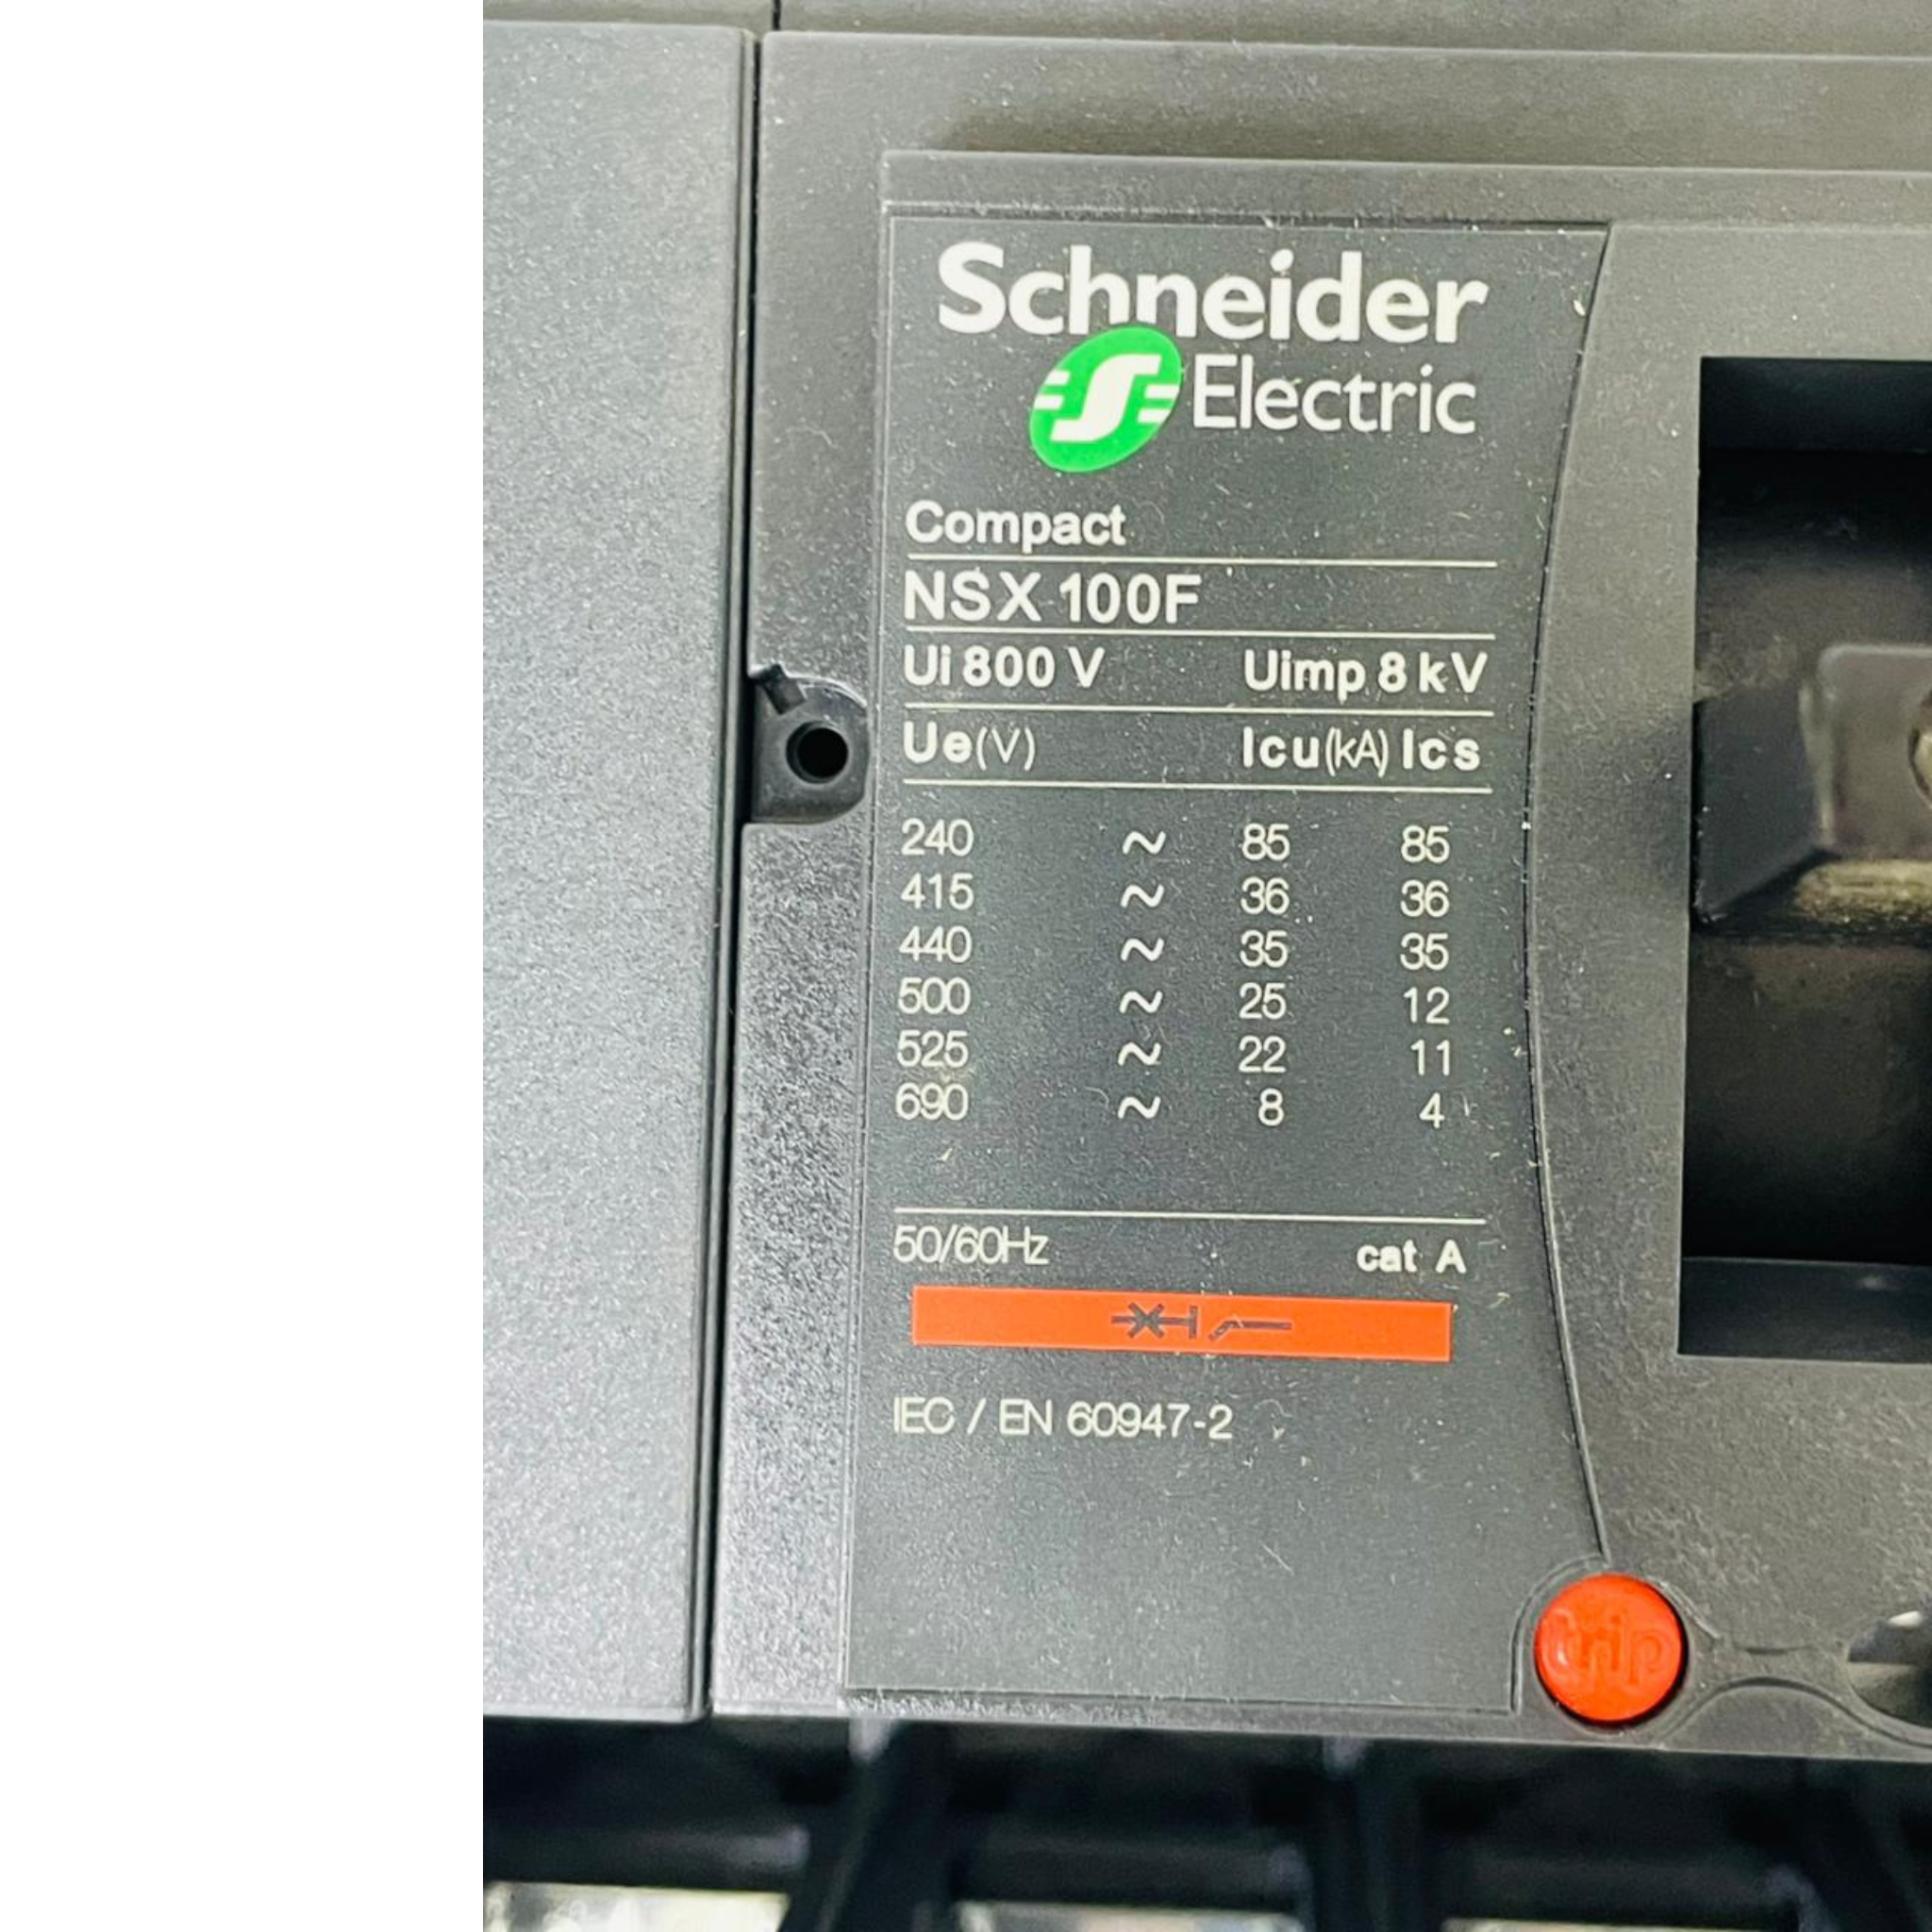 Schneider
Electric
Compact
NSX 100F
Ui 800 V Uimp 8 kV
Ue(V) Icu(kA) Ics
240 ~ 85 85
415 ~ 36 36
440 ~ 35 35
500 ~ 25 12
525 ~ 22 11
690 ~ 8 4
50/60Hz cat A
IEC / EN 60947-2
trip